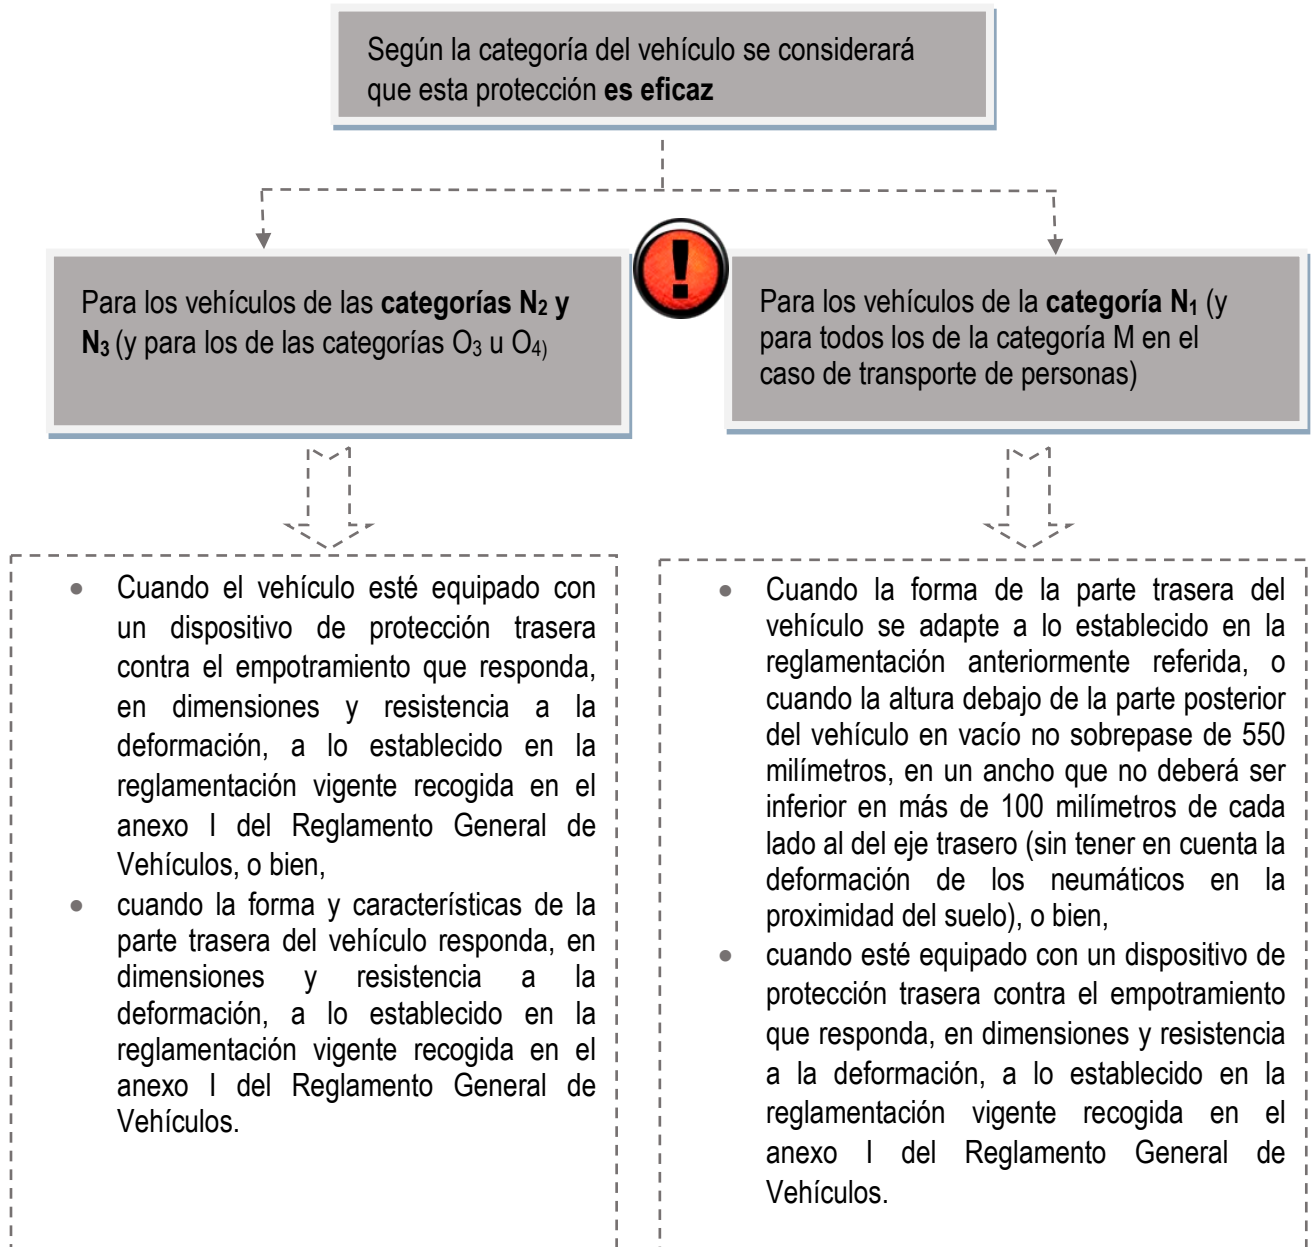 Según la categoría del vehículo se considerará
que esta protección es eficaz
!
Para los vehículos de las categorías N2 y
N3 (y para los de las categorías O3 u O4)
Para los vehículos de la categoría N1 (y
para todos los de la categoría M en el
caso de transporte de personas)
• Cuando el vehículo esté equipado con
un dispositivo de protección trasera
contra el empotramiento que responda,
en dimensiones y resistencia a la
deformación, a lo establecido en la
reglamentación vigente recogida en el
anexo I del Reglamento General de
Vehículos, o bien,
• cuando la forma y características de la
parte trasera del vehículo responda, en
dimensiones y resistencia a la
deformación, a lo establecido en la
reglamentación vigente recogida en el
anexo I del Reglamento General de
Vehículos.
• Cuando la forma de la parte trasera del
vehículo se adapte a lo establecido en la
reglamentación anteriormente referida, o
cuando la altura debajo de la parte posterior
del vehículo en vacío no sobrepase de 550
milímetros, en un ancho que no deberá ser
inferior en más de 100 milímetros de cada
lado al del eje trasero (sin tener en cuenta la
deformación de los neumáticos en la
proximidad del suelo), o bien,
• cuando esté equipado con un dispositivo de
protección trasera contra el empotramiento
que responda, en dimensiones y resistencia
a la deformación, a lo establecido en la
reglamentación vigente recogida en el
anexo I del Reglamento General de
Vehículos.